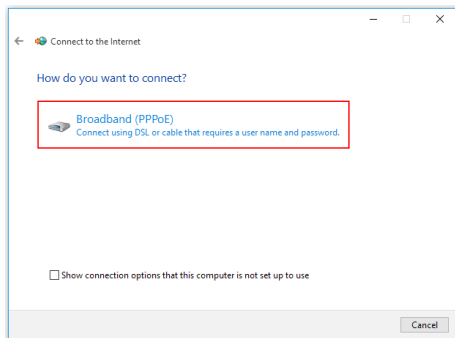 Connect to the Internet
How do you want to connect?
Broadband (PPPoE)
Connect using DSL or cable that requires a user name and password.
Show connection options that this computer is not set up to use
Cancel